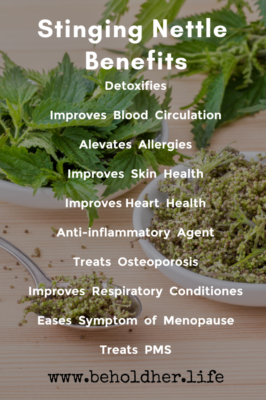 Stinging Nettle
Benefits
Detoxifies
Improves Blood Circulation
Alevates Allergies
Improves Skin Health
Improves Heart Health
Anti-inflammatory Agent
Treats Osteoporosis
Improves Respiratory Conditiones
Eases Symptom of Menopause
Treats PMS
www.beholdher.life